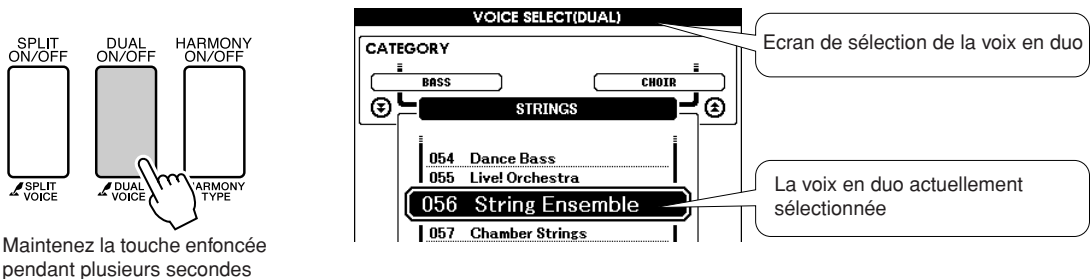 SPLIT
ON/OFF
DUAL
ON/OFF
HARMONY
ON/OFF
SPLIT
VOICE
DUAL
VOICE
ARMONY
TYPE
Maintenez la touche enfoncée
pendant plusieurs secondes
VOICE SELECT(DUAL)
CATEGORY
BASS
CHOIR
STRINGS
054 Dance Bass
055 Live! Orchestra
056 String Ensemble
057 Chamber Strings
Ecran de sélection de la voix en duo
La voix en duo actuellement
sélectionnée